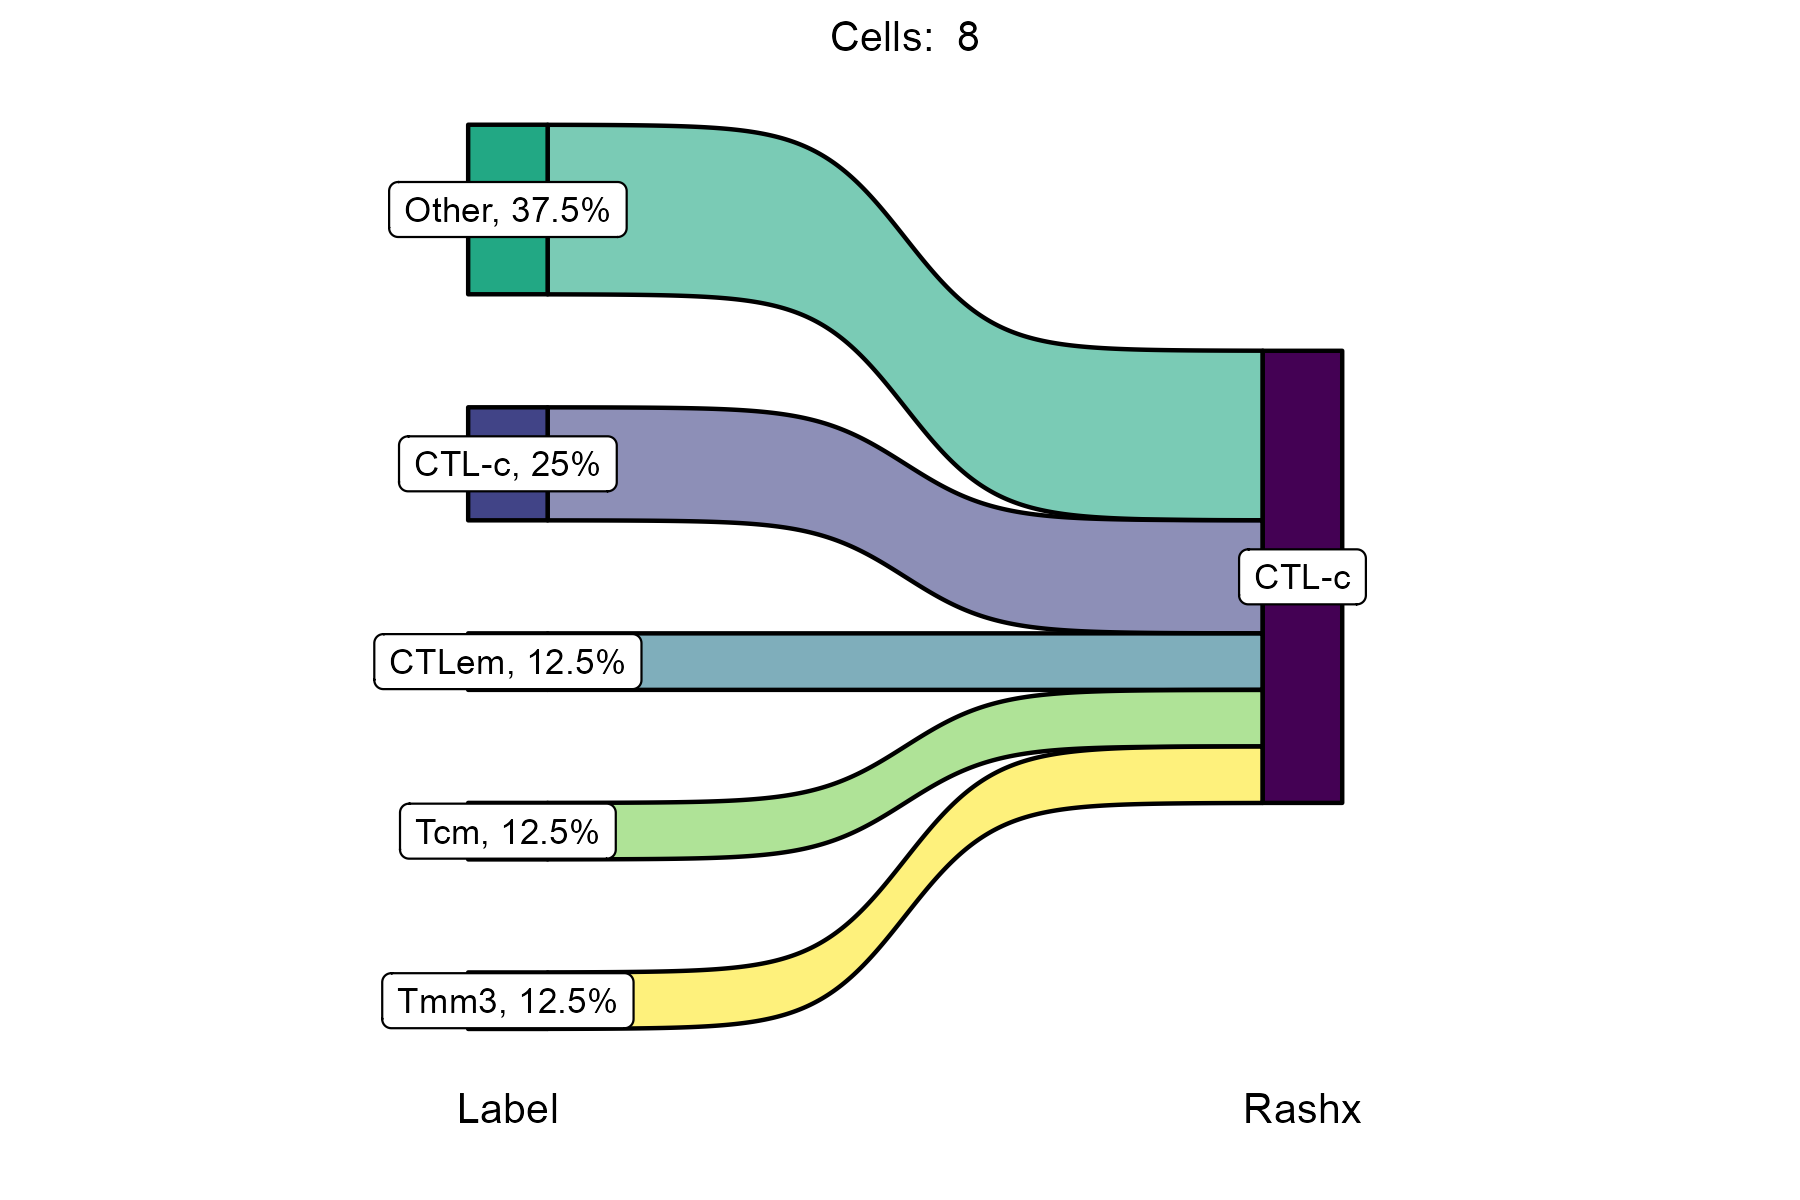 Cells:  8
Other, 37.5%
CTL-c, 25%
CTL-c
CTLem, 12.5%
Tcm, 12.5%
Tmm3, 12.5%
Label
Rashx